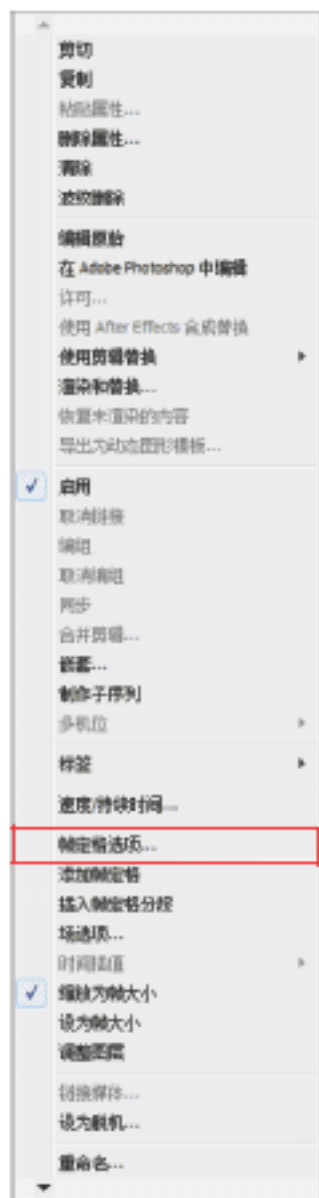 剪切
复制
粘贴属性...
删除属性...
清除
波纹删除
编辑原始
在 Adobe Photoshop 中编辑
许可...
使用 After Effects 合成替换
使用剪辑替换
渲染和替换...
恢复未渲染的内容
导出为动态图形模板...
启用
取消链接
编组
取消编组
同步
合并剪辑...
嵌套...
制作子序列
多机位
标签
速度/持续时间...
帧定格选项...
添加帧定格
插入帧定格分段
场选项...
时间插值
缩放为帧大小
设为帧大小
调整图层
链接媒体...
设为脱机...
重命名...